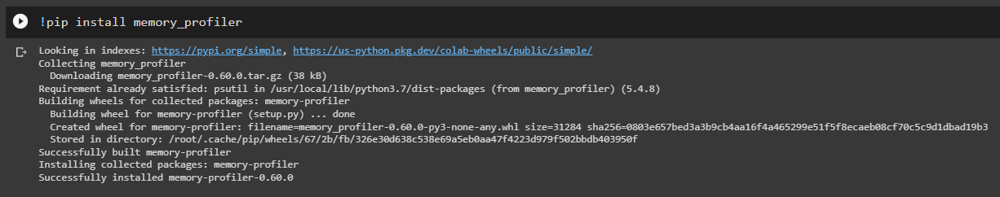 !pip install memory_profiler
Looking in indexes: https://pypi.org/simple, https://us-python.pkg.dev/colab-wheels/public/simple/
Collecting memory_profiler
Downloading memory_profiler-0.60.0.tar.gz (38 kB)
Requirement already satisfied: psutil in /usr/local/lib/python3.7/dist-packages (from memory_profiler) (5.4.8)
Building wheels for collected packages: memory-profiler
Building wheel for memory-profiler (setup.py) ... done
Created wheel for memory-profiler: filename=memory_profiler-0.60.0-py3-none-any.whl size=31284 sha256=0803e657bed3a3b9cb4aa16f4a465299e51f5f8ecaeb08cf70c5c9d1dbad19b3
Stored in directory: /root/.cache/pip/wheels/67/2b/fb/326e30d638c538e69a5eb0aa47f4223d979f502bbdb403950f
Successfully built memory-profiler
Installing collected packages: memory-profiler
Successfully installed memory-profiler-0.60.0